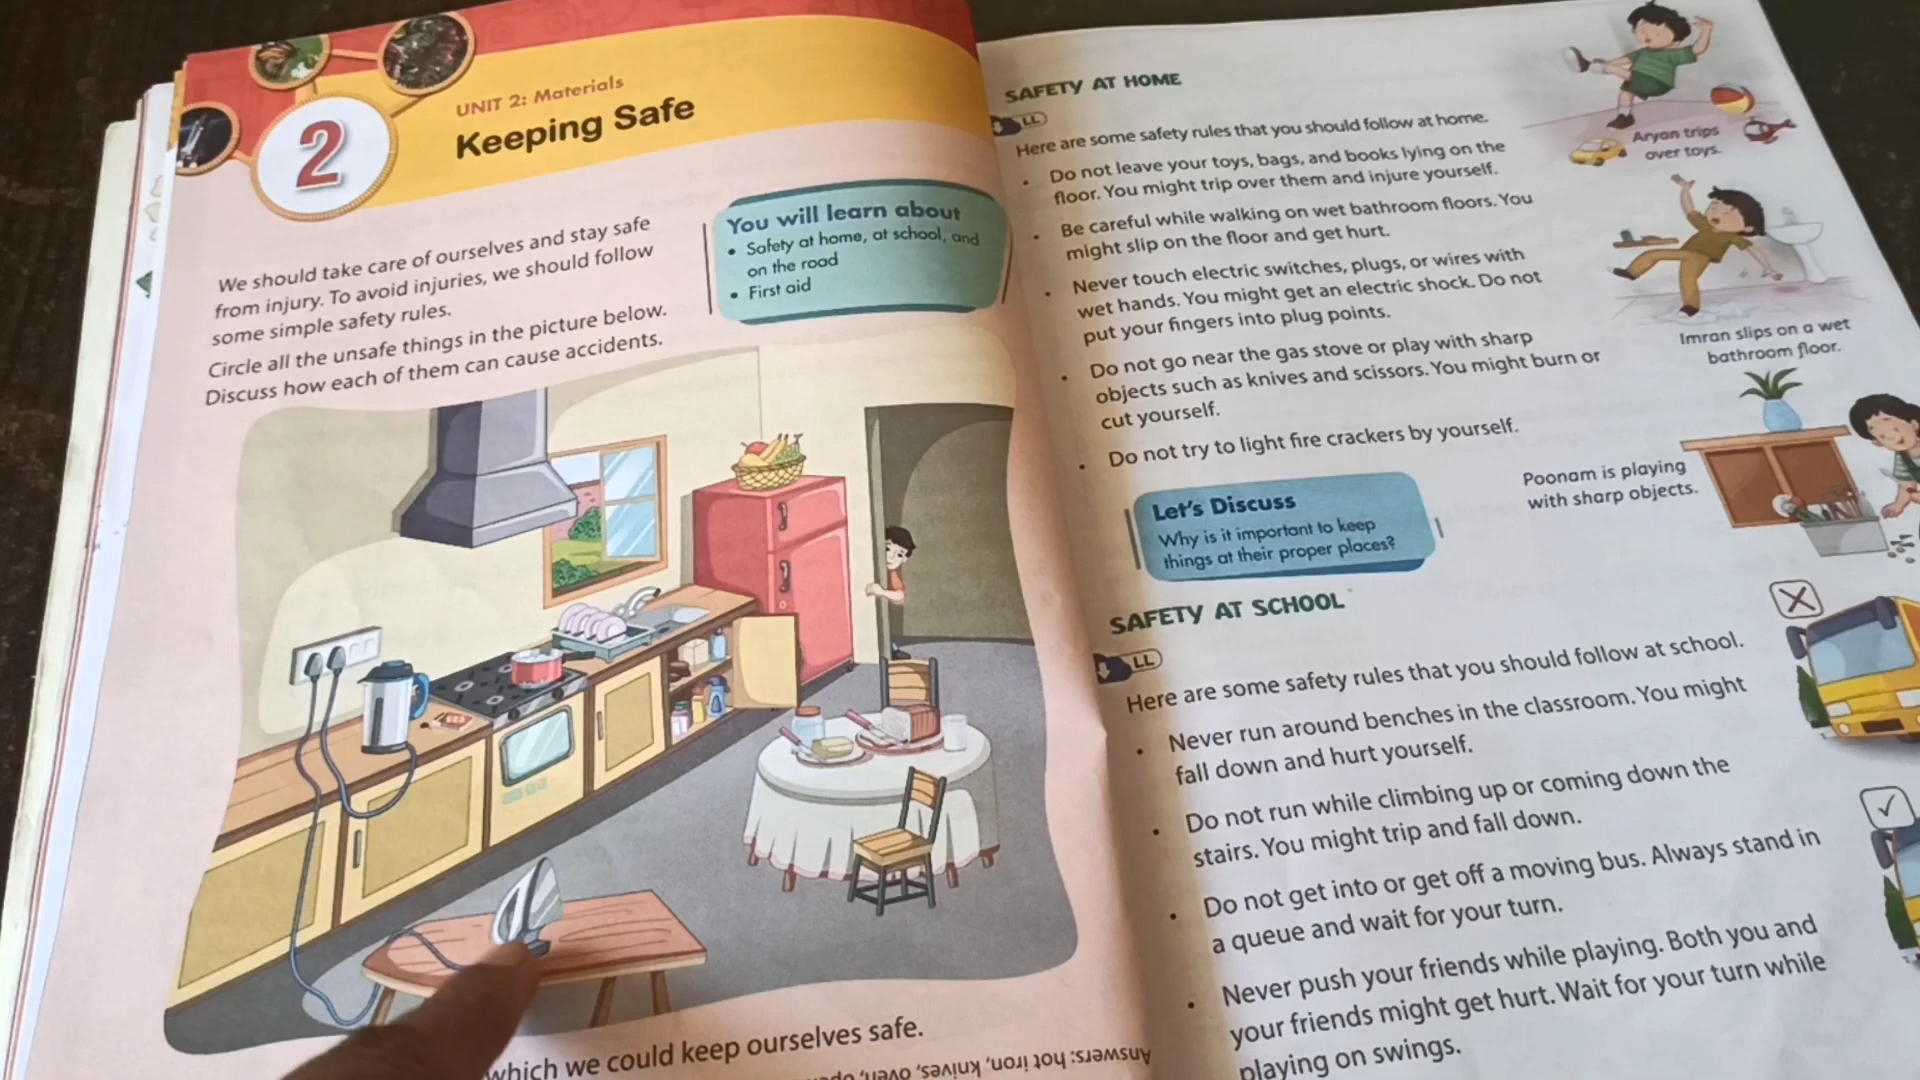 2
UNIT 2: Materials
Keeping Safe
We should take care of ourselves and stay safe
from injury. To avoid injuries, we should follow
some simple safety rules.
Circle all the unsafe things in the picture below.
Discuss how each of them can cause accidents.
You will learn about
• Safety at home, at school, and
on the road
• First aid
which we could keep ourselves safe.
Answers: hot iron, knives, oven,
SAFETY AT HOME
LL
Here are some safety rules that you should follow at home.
• Do not leave your toys, bags, and books lying on the
floor. You might trip over them and injure yourself.
• Be careful while walking on wet bathroom floors. You
might slip on the floor and get hurt.
• Never touch electric switches, plugs, or wires with
wet hands. You might get an electric shock. Do not
put your fingers into plug points.
• Do not go near the gas stove or play with sharp
objects such as knives and scissors. You might burn or
cut yourself.
• Do not try to light fire crackers by yourself.
Aryan trips
over toys.
Imran slips on a wet
bathroom floor.
Poonam is playing
with sharp objects.
Let's Discuss
Why is it important to keep
things at their proper places?
SAFETY AT SCHOOL
LL
Here are some safety rules that you should follow at school.
• Never run around benches in the classroom. You might
fall down and hurt yourself.
• Do not run while climbing up or coming down the
stairs. You might trip and fall down.
• Do not get into or get off a moving bus. Always stand in
a queue and wait for your turn.
• Never push your friends while playing. Both you and
your friends might get hurt. Wait for your turn while
playing on swings.